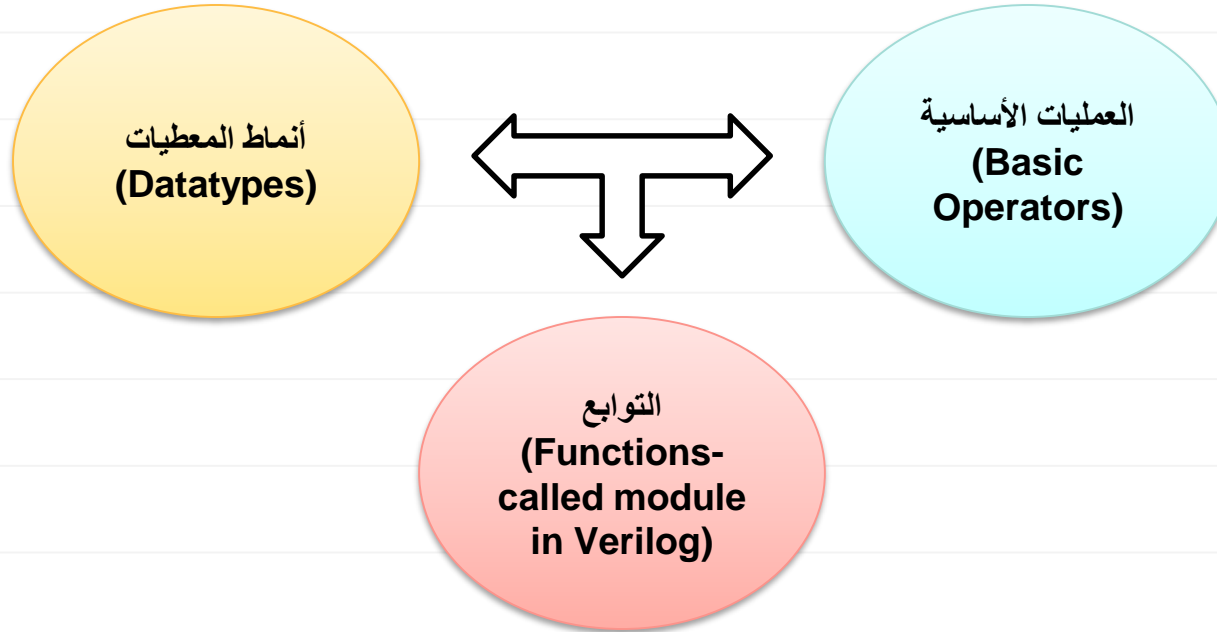 أنماط المعطيات
(Datatypes)
العمليات الأساسية
(Basic
Operators)
التوابع
(Functions-
called module
in Verilog)